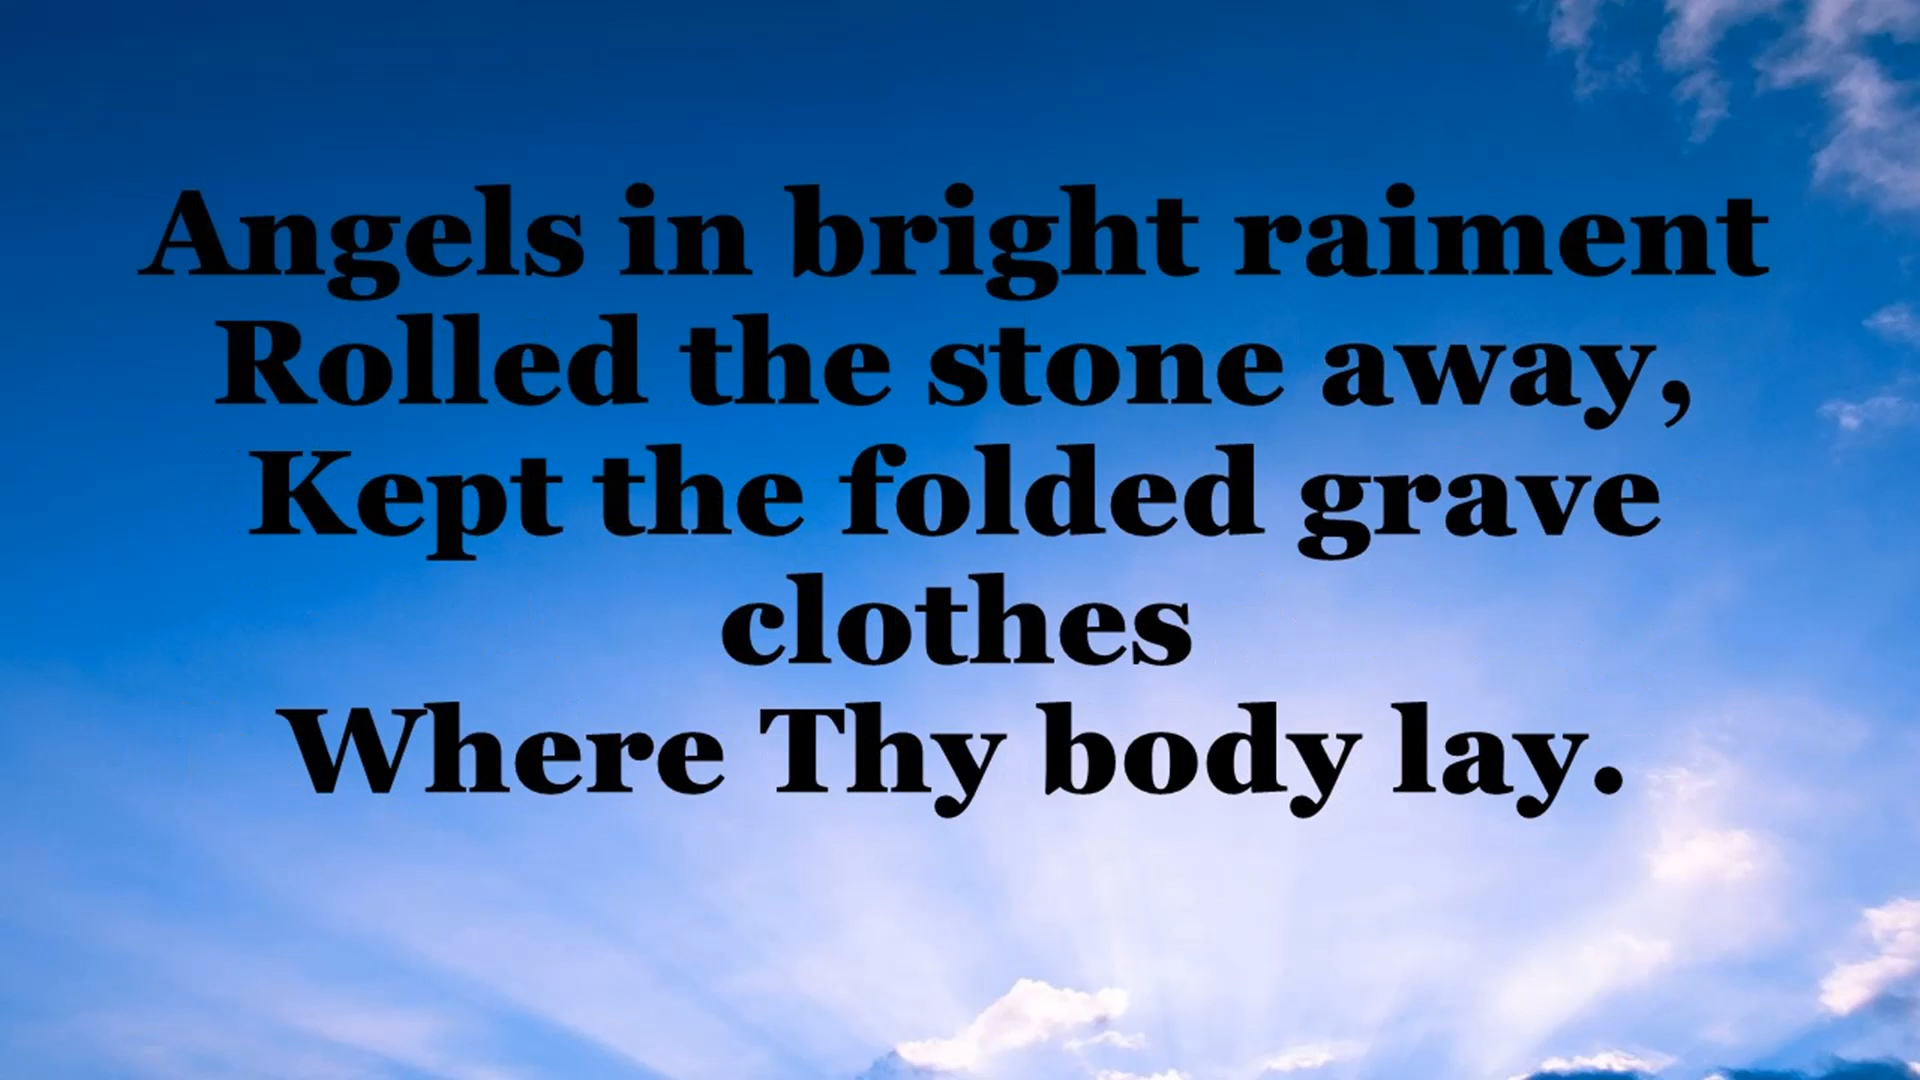 Angels in bright raiment
Rolled the stone away,
Kept the folded grave
clothes
Where Thy body lay.